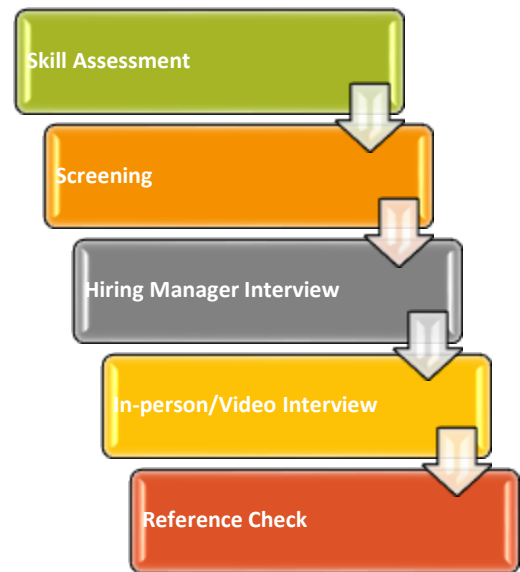 Skill Assessment
Screening
Hiring Manager Interview
In-person/Video Interview
Reference Check